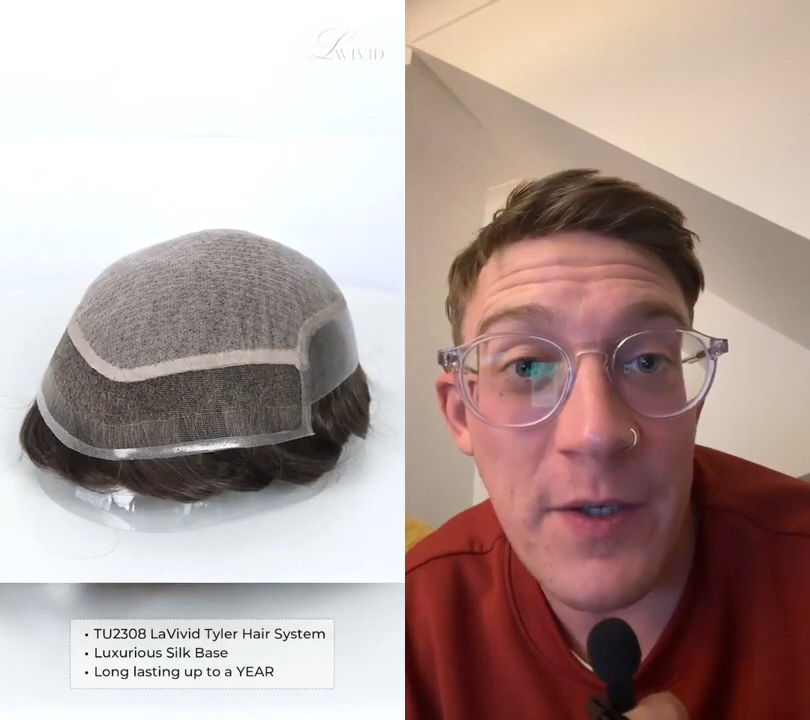 LAVIVID
• TU2308 LaVivid Tyler Hair System
• Luxurious Silk Base
• Long lasting up to a YEAR